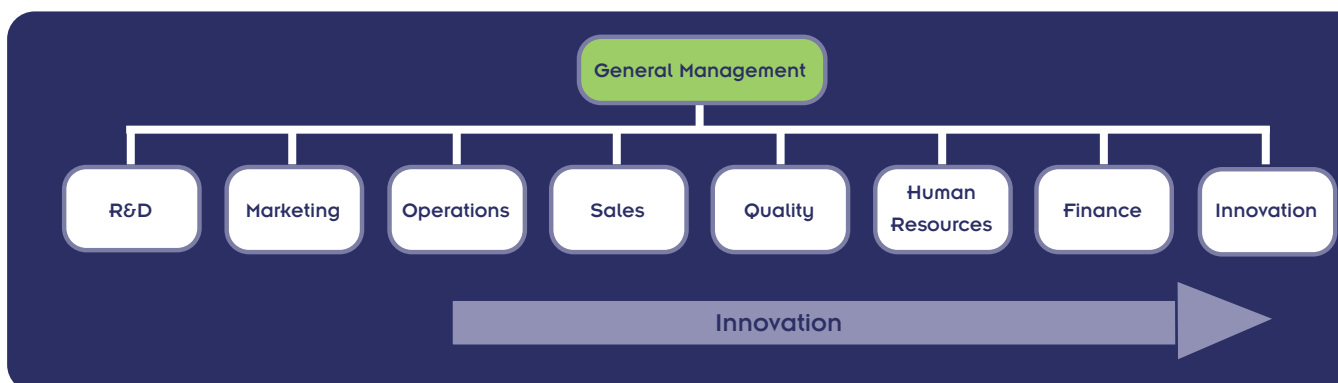 General Management
R&D
Marketing
Operations
Sales
Quality
Human
Resources
Finance
Innovation
Innovation